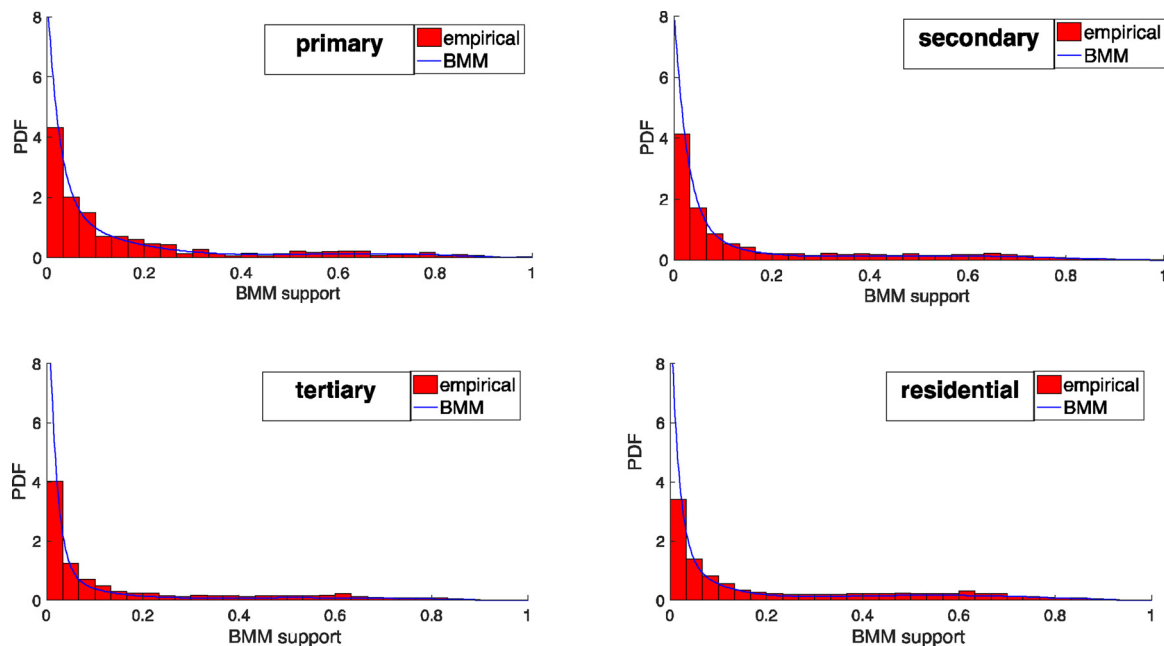 primary
empirical
BMM
8
6
4
2
0
PDF
0 0.2 0.4 0.6 0.8 1
BMM support
secondary
empirical
BMM
8
6
4
2
0
PDF
0 0.2 0.4 0.6 0.8 1
BMM support
tertiary
empirical
BMM
8
6
4
2
0
PDF
0 0.2 0.4 0.6 0.8 1
BMM support
residential
empirical
BMM
8
6
4
2
0
PDF
0 0.2 0.4 0.6 0.8 1
BMM support